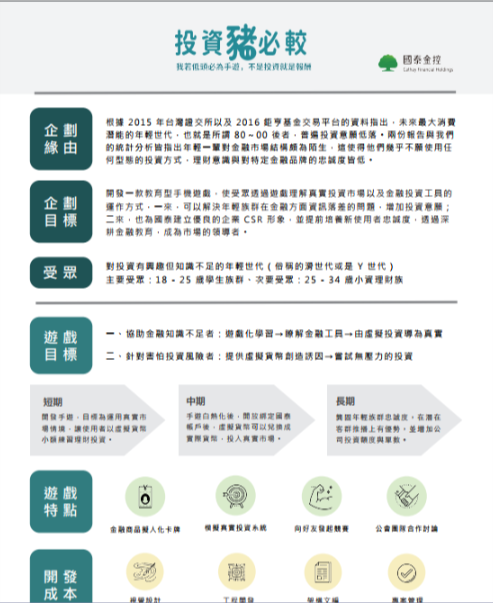 投資豬必較
我若低頭必為手遊，不是投資就是報酬
國泰金控
Cathay Financial Holdings
企劃
緣由
根據 2015 年台灣證交所以及 2016 鉅亨基金交易平台的資料指出，未來最大消費
潛能的年輕世代，也就是所謂 80~00 後者，普遍投資意願低落。兩份報告與我們
的統計分析皆指出年輕一輩對金融市場結構頗為陌生，這使得他們幾乎不願使用任
何型態的投資方式，理財意識與對特定金融品牌的忠誠度皆低。
企劃
目標
開發一款教育型手機遊戲，使受眾透過遊戲理解真實投資市場以及金融投資工具的
運作方式，一來，可以解決年輕族群在金融方面資訊落差的問題，增加投資意願；
二來，也為國泰建立優良的企業 CSR 形象，並提前培養新使用者忠誠度，透過深
耕金融教育，成為市場的領導者。
受眾
對投資有興趣但知識不足的年輕世代（俗稱的滑世代或是 Y 世代）
主要受眾：18 - 25 歲學生族群、次要受眾：25 - 34 歲小資理財族
遊戲
目標
一、協助金融知識不足者：遊戲化學習→瞭解金融工具→由虛擬投資導為真實
二、針對害怕投資風險者：提供虛擬貨幣創造誘因→嘗試無壓力的投資
短期
開發手遊，目標為運用真實市
場情境，讓使用者以虛擬貨幣
小額練習理財投資。
中期
手遊白熱化後，開放綁定國泰
帳戶後，虛擬貨幣可以兌換成
實際貨幣，投入真實市場。
長期
鞏固年輕族群忠誠度，在潛在
客群推播上有優勢，並增加公
司投資額度與單數。
遊戲
特點
金融商品擬人化卡牌
模擬真實投資系統
向好友發起競賽
公會團隊合作討論
開發
成本
視覺設計
工程開發
專案管理